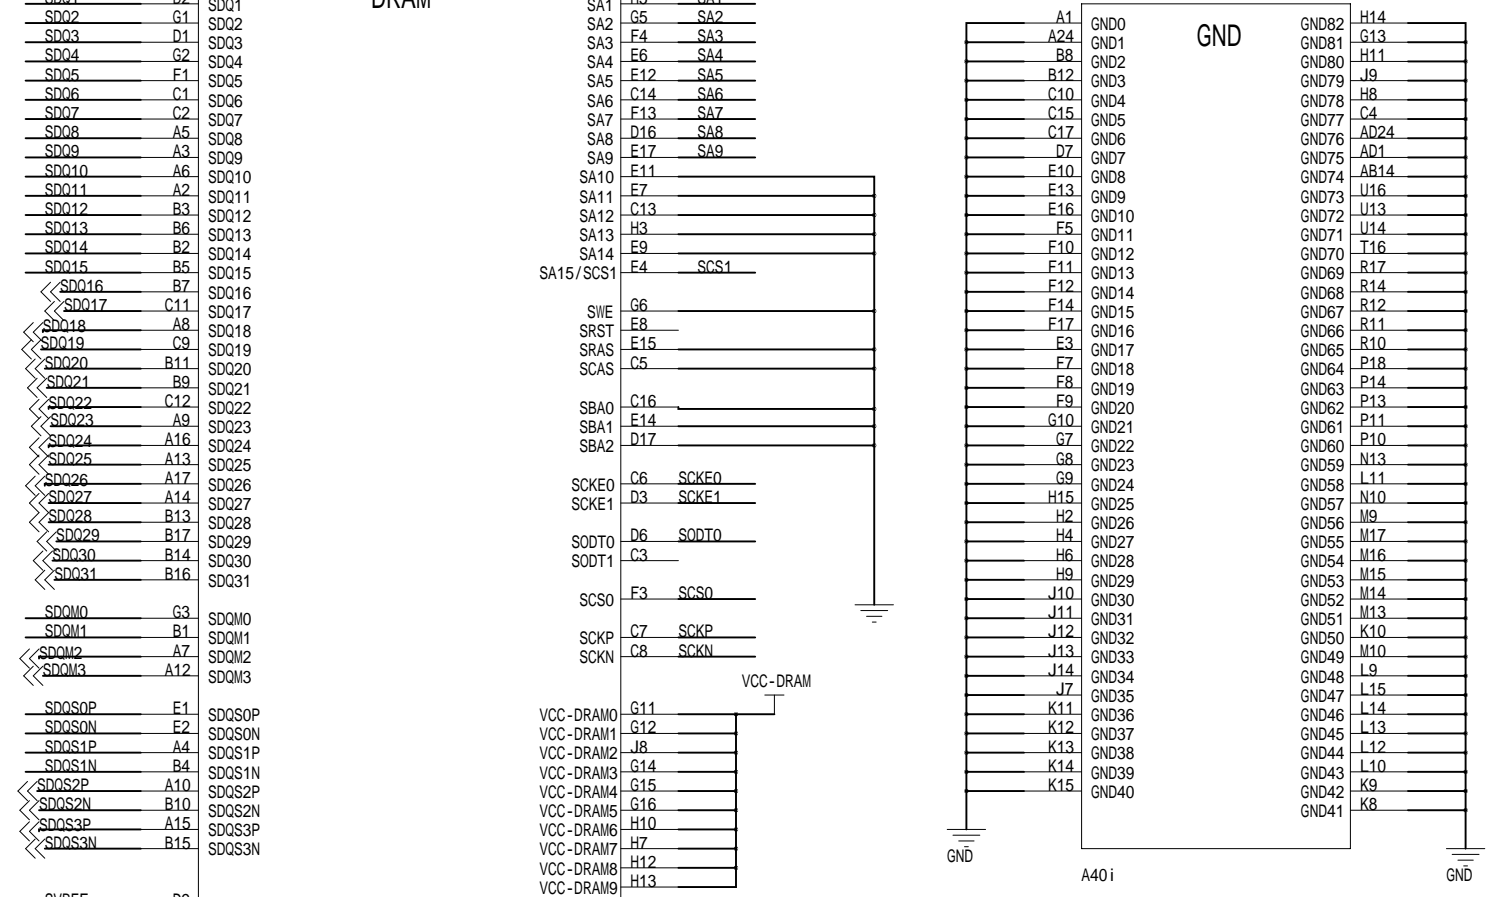 DRAM
SDQ1 B2 SDQ1
SDQ2 G1 SDQ2
SDQ3 D1 SDQ3
SDQ4 G2 SDQ4
SDQ5 F1 SDQ5
SDQ6 C1 SDQ6
SDQ7 C2 SDQ7
SDQ8 A5 SDQ8
SDQ9 A3 SDQ9
SDQ10 A6 SDQ10
SDQ11 A2 SDQ11
SDQ12 B3 SDQ12
SDQ13 B6 SDQ13
SDQ14 B2 SDQ14
SDQ15 B5 SDQ15
SDQ16 B7 SDQ16
SDQ17 C11 SDQ17
SDQ18 A8 SDQ18
SDQ19 C9 SDQ19
SDQ20 B11 SDQ20
SDQ21 B9 SDQ21
SDQ22 C12 SDQ22
SDQ23 A9 SDQ23
SDQ24 A16 SDQ24
SDQ25 A13 SDQ25
SDQ26 A17 SDQ26
SDQ27 A14 SDQ27
SDQ28 B13 SDQ28
SDQ29 B17 SDQ29
SDQ30 B14 SDQ30
SDQ31 B16 SDQ31
SDQM0 G3 SDQM0
SDQM1 B1 SDQM1
SDQM2 A7 SDQM2
SDQM3 A12 SDQM3
SDQS0P E1 SDQS0P
SDQS0N E2 SDQS0N
SDQS1P A4 SDQS1P
SDQS1N B4 SDQS1N
SDQS2P A10 SDQS2P
SDQS2N B10 SDQS2N
SDQS3P A15 SDQS3P
SDQS3N B15 SDQS3N
SA1 SA1
SA2 G5 SA2
SA3 F4 SA3
SA4 E6 SA4
SA5 E12 SA5
SA6 C14 SA6
SA7 F13 SA7
SA8 D16 SA8
SA9 E17 SA9
SA10 E11
SA11 E7
SA12 C13
SA13 H3
SA14 E9
SA15/SCS1 E4 SCS1
SWE G6
SRST E8
SRAS E15
SCAS C5
SBA0 C16
SBA1 E14
SBA2 D17
SCKE0 C6 SCKE0
SCKE1 D3 SCKE1
SODT0 D6 SODT0
SODT1 C3
SCS0 F3 SCS0
SCKP C7 SCKP
SCKN C8 SCKN
VCC-DRAM
VCC-DRAM0 G11
VCC-DRAM1 G12
VCC-DRAM2 J8
VCC-DRAM3 G14
VCC-DRAM4 G15
VCC-DRAM5 G16
VCC-DRAM6 H10
VCC-DRAM7 H7
VCC-DRAM8 H12
VCC-DRAM9 H13
GND
A1 GND0 GND82 H14
A24 GND1 GND81 G13
B8 GND2 GND80 H11
B12 GND3 GND79 J9
C10 GND4 GND78 H8
C15 GND5 GND77 C4
C17 GND6 GND76 AD24
D7 GND7 GND75 AD1
E10 GND8 GND74 AB14
E13 GND9 GND73 U16
E16 GND10 GND72 U13
F5 GND11 GND71 U14
F10 GND12 GND70 T16
F11 GND13 GND69 R17
F12 GND14 GND68 R14
F14 GND15 GND67 R12
F17 GND16 GND66 R11
E3 GND17 GND65 R10
F7 GND18 GND64 P18
F8 GND19 GND63 P14
F9 GND20 GND62 P13
G10 GND21 GND61 P11
G7 GND22 GND60 P10
G8 GND23 GND59 N13
G9 GND24 GND58 L11
H15 GND25 GND57 N10
H2 GND26 GND56 M9
H4 GND27 GND55 M17
H6 GND28 GND54 M16
H9 GND29 GND53 M15
J10 GND30 GND52 M14
J11 GND31 GND51 M13
J12 GND32 GND50 K10
J13 GND33 GND49 M10
J14 GND34 GND48 L9
J7 GND35 GND47 L15
K11 GND36 GND46 L14
K12 GND37 GND45 L13
K13 GND38 GND44 L12
K14 GND39 GND43 L10
K15 GND40 GND42 K9
GND41 K8
GND
GND
A40i